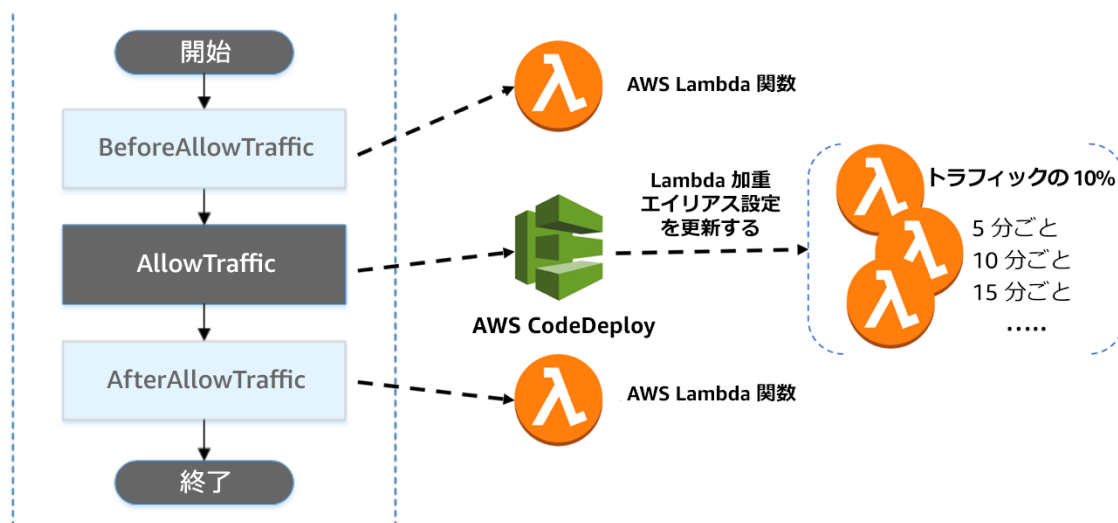 開始
BeforeAllowTraffic
AllowTraffic
AfterAllowTraffic
終了
AWS Lambda 関数
Lambda 加重
エイリアス設定
を更新する
AWS CodeDeploy
AWS Lambda 関数
トラフィックの 10%
5 分ごと
10 分ごと
15 分ごと
.....